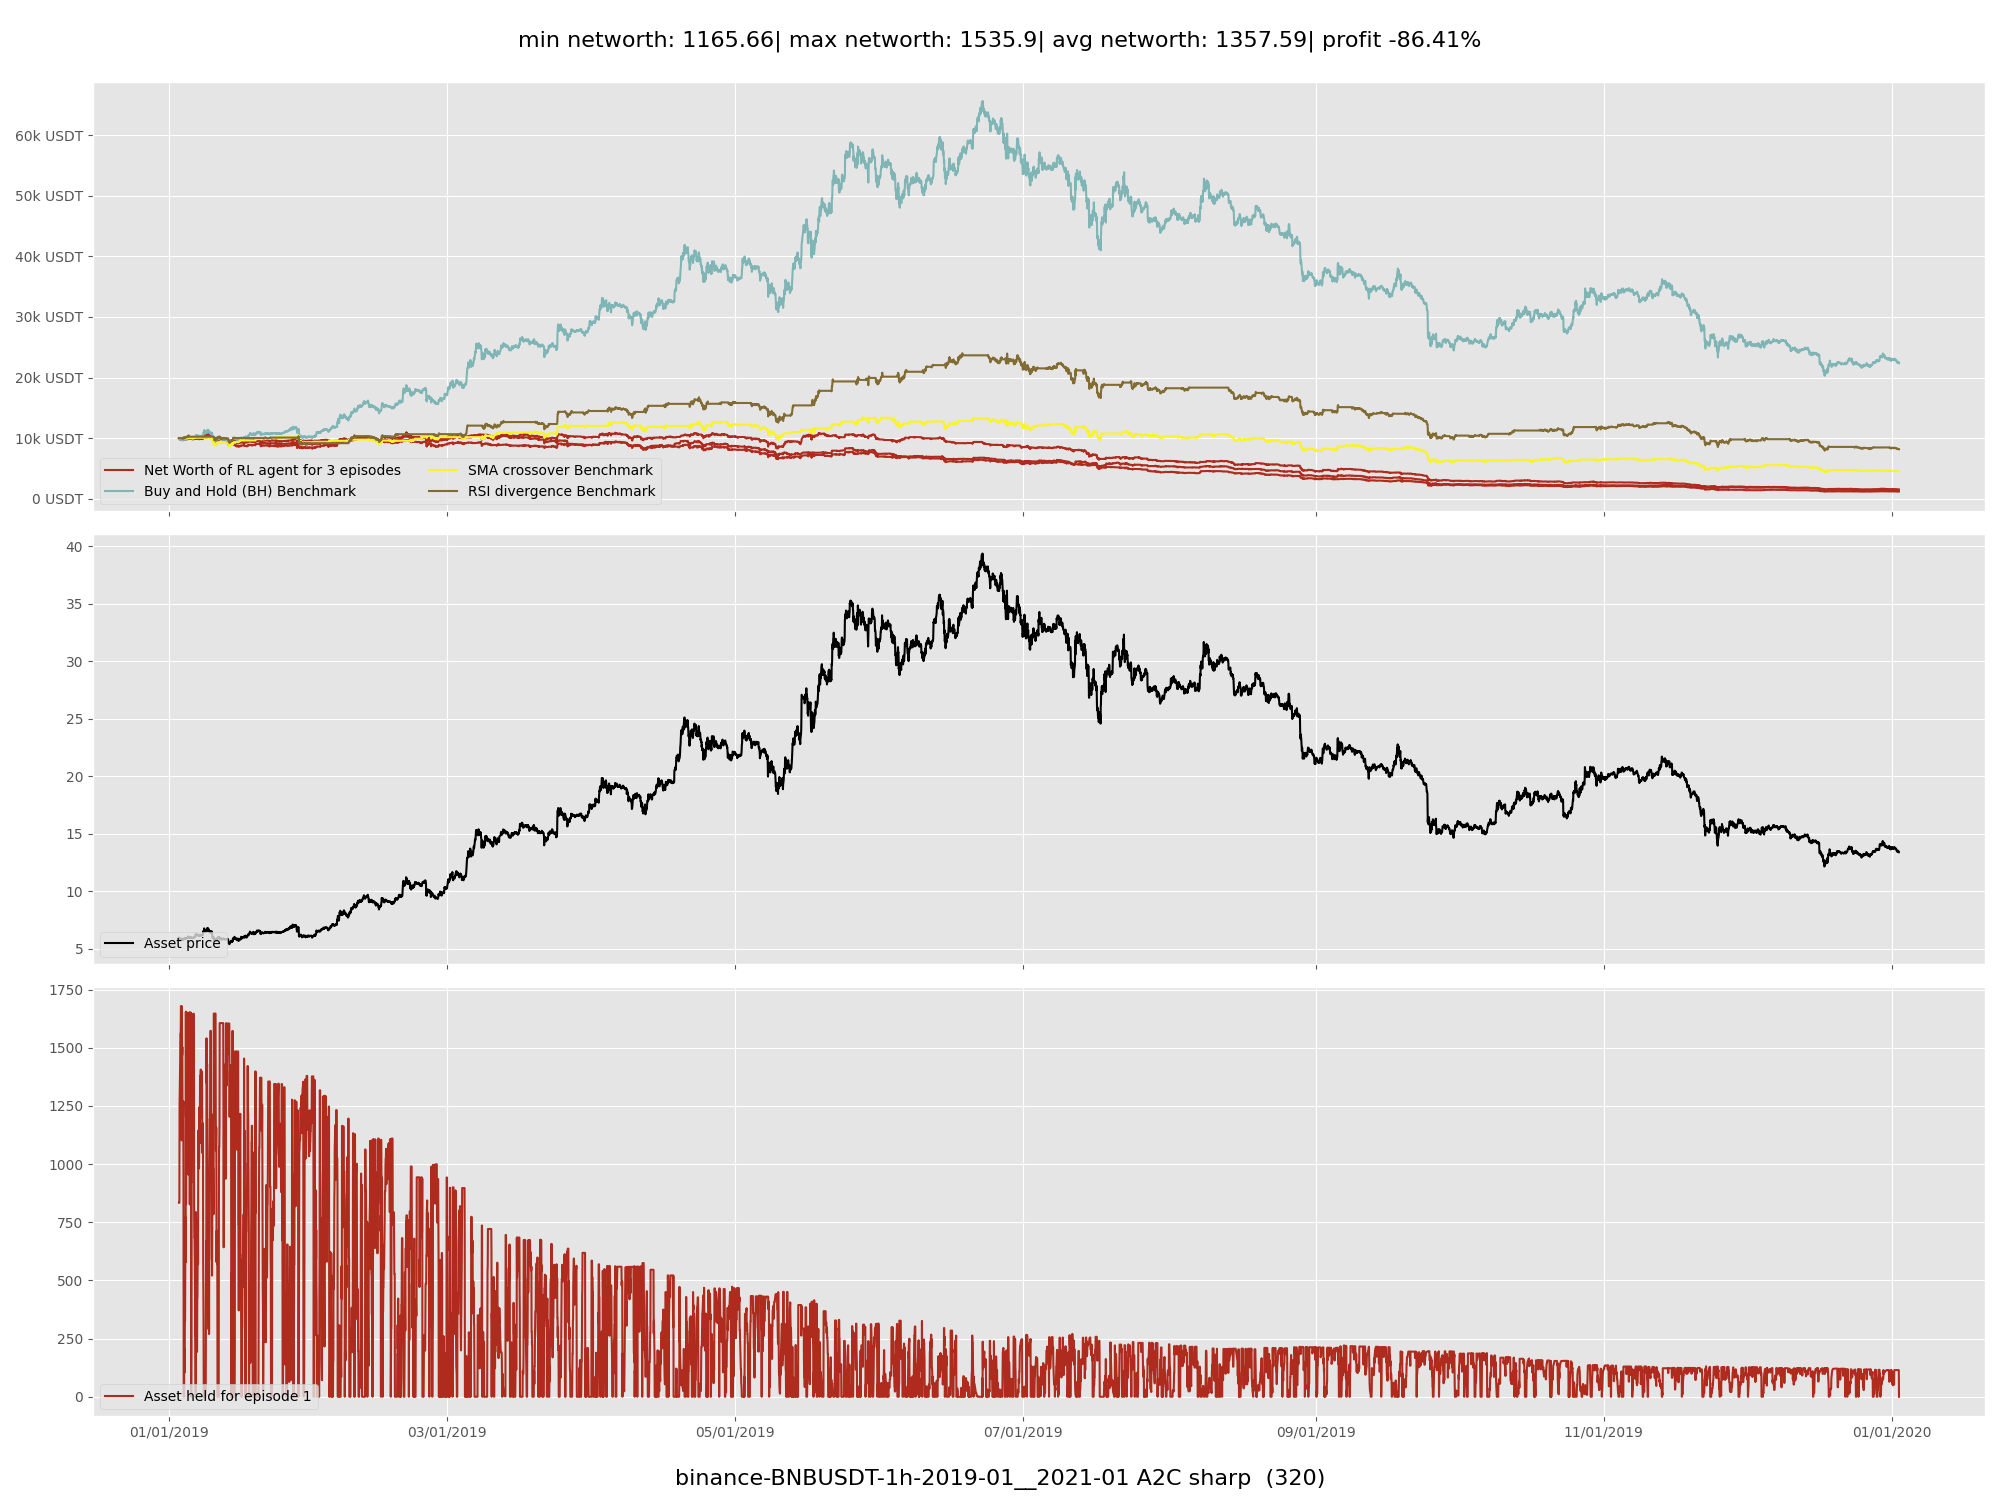 min networth: 1165.66| max networth: 1535.9| avg networth: 1357.59| profit -86.41%
60k USDT
50k USDT
40k USDT
30k USDT
20k USDT
10k USDT
0 USDT
Net Worth of RL agent for 3 episodes
Buy and Hold (BH) Benchmark
SMA crossover Benchmark
RSI divergence Benchmark
40
35
30
25
20
15
10
5
Asset price
1750
1500
1250
1000
750
500
250
0
Asset held for episode 1
01/01/2019 03/01/2019 05/01/2019 07/01/2019 09/01/2019 11/01/2019 01/01/2020
binance-BNBUSDT-1h-2019-01__2021-01 A2C sharp  (320)